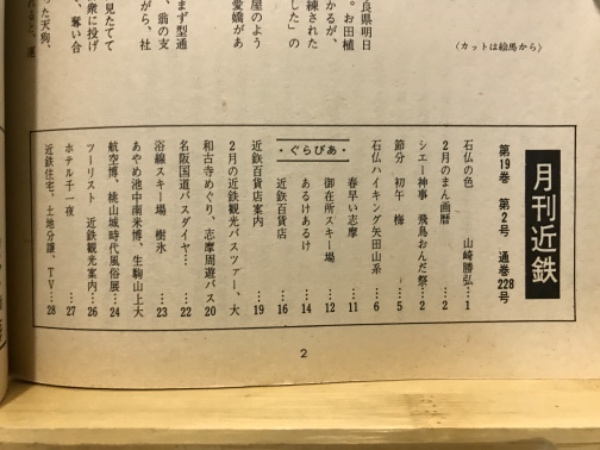 良県明日
。お田植
かるが、
練された
した」の
屋のよう
愛嬌があ
まず型通
、翁の支
がら、社
見たてて
衆に投げ
、奪い合
った天狗、
(カットは絵馬から)
月刊近鉄
第19巻 第2号 通巻228号
石仏の色 山崎勝弘…1
2月のまん画暦 …2
シエー神事 飛鳥おんだ祭…2
節分 初午 梅 …5
石仏ハイキング矢田山系 …6
・ぐらびあ・
春早い志摩 …11
御在所スキー場 …12
あるけあるけ …14
近鉄百貨店 …16
近鉄百貨店案内 …19
2月の近鉄観光バスツアー、大
和古寺めぐり、志摩周遊バス 20
名阪国道バスダイヤ… …22
沿線スキー場 樹氷 …23
あやめ池中南米博、生駒山上大
航空博、桃山城時代風俗展…24
ツーリスト 近鉄観光案内…26
ホテル千一夜 …27
近鉄住宅、土地分譲、TV…28
2